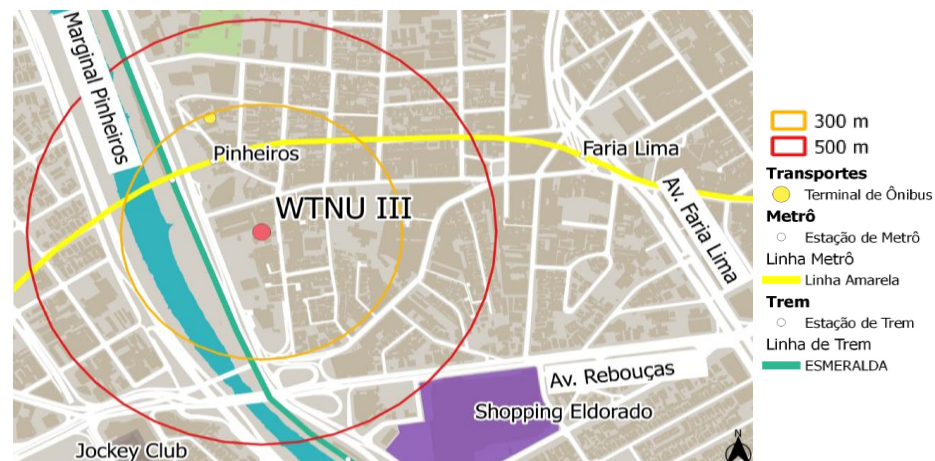 Marginal Pinheiros
Pinheiros
Faria Lima
WTNU III
Av. Faria Lima
Av. Rebouças
Shopping Eldorado
Jockey Club
N
300 m
500 m
Transportes
Terminal de Ônibus
Metrô
Estação de Metrô
Linha Metrô
Linha Amarela
Trem
Estação de Trem
Linha de Trem
ESMERALDA